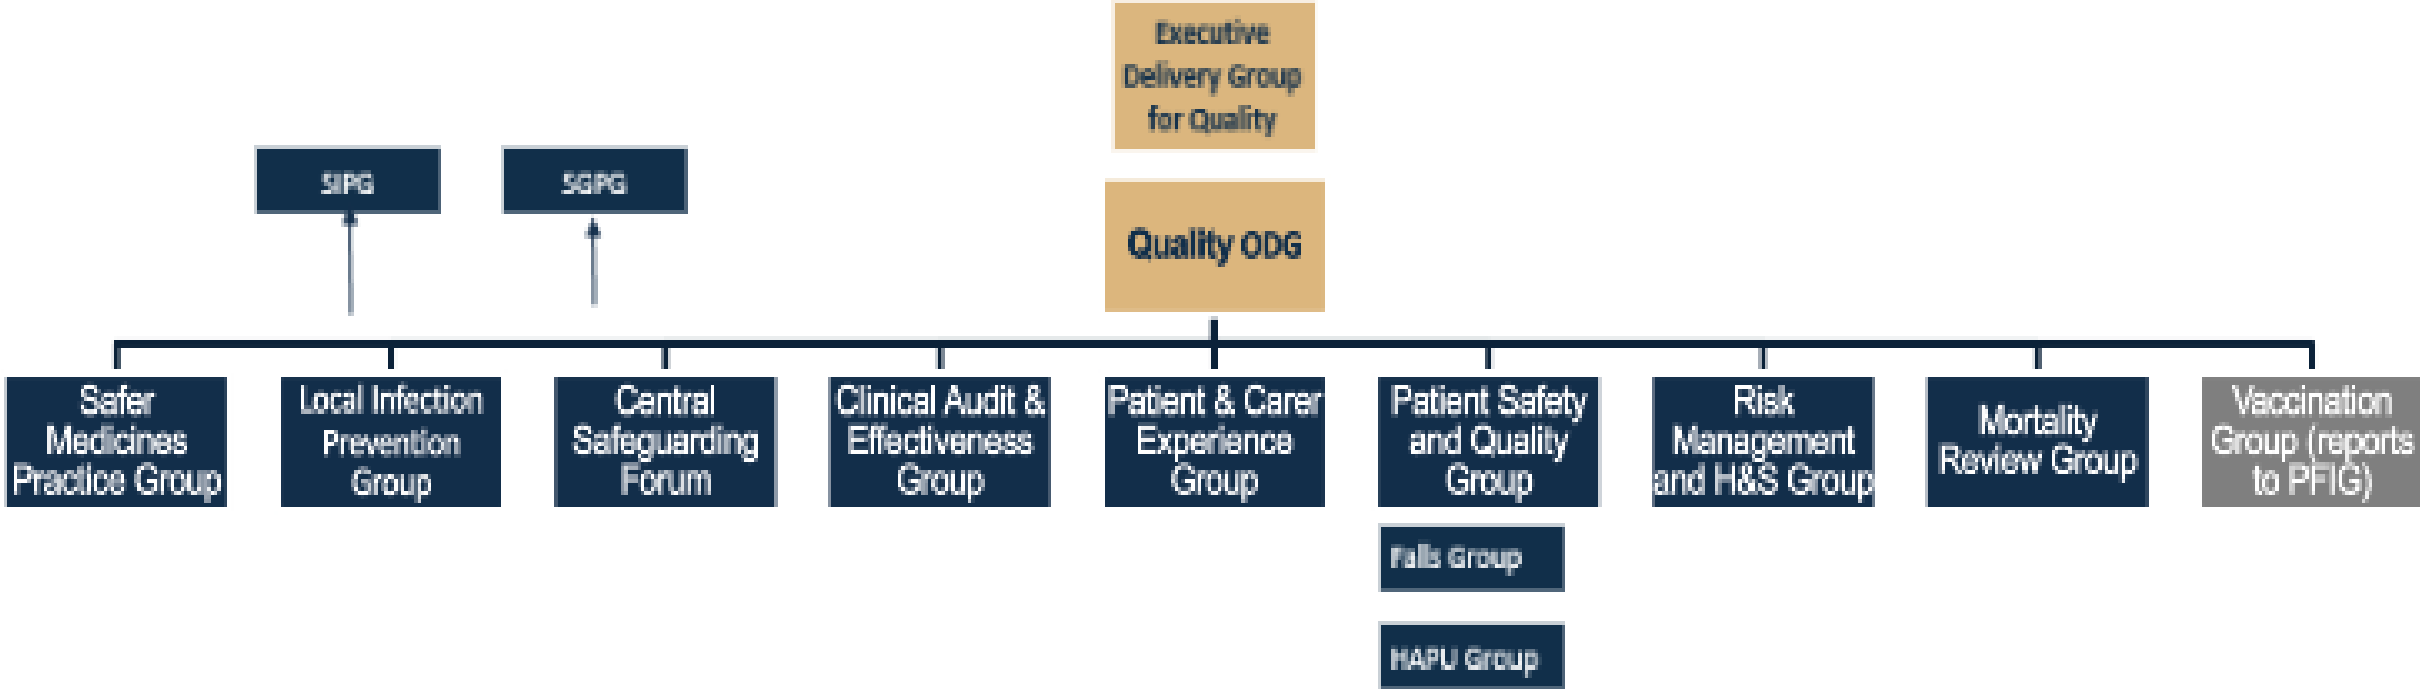 Executive
Delivery Group
for Quality
SIPG
SGPG
Quality ODG
Safer
Medicines
Practice Group
Local Infection
Prevention
Group
Central
Safeguarding
Forum
Clinical Audit &
Effectiveness
Group
Patient & Carer
Experience
Group
Patient Safety
and Quality
Group
Risk
Management
and H&S Group
Mortality
Review Group
Vaccination
Group (reports
to PFIG)
Falls Group
HAPU Group